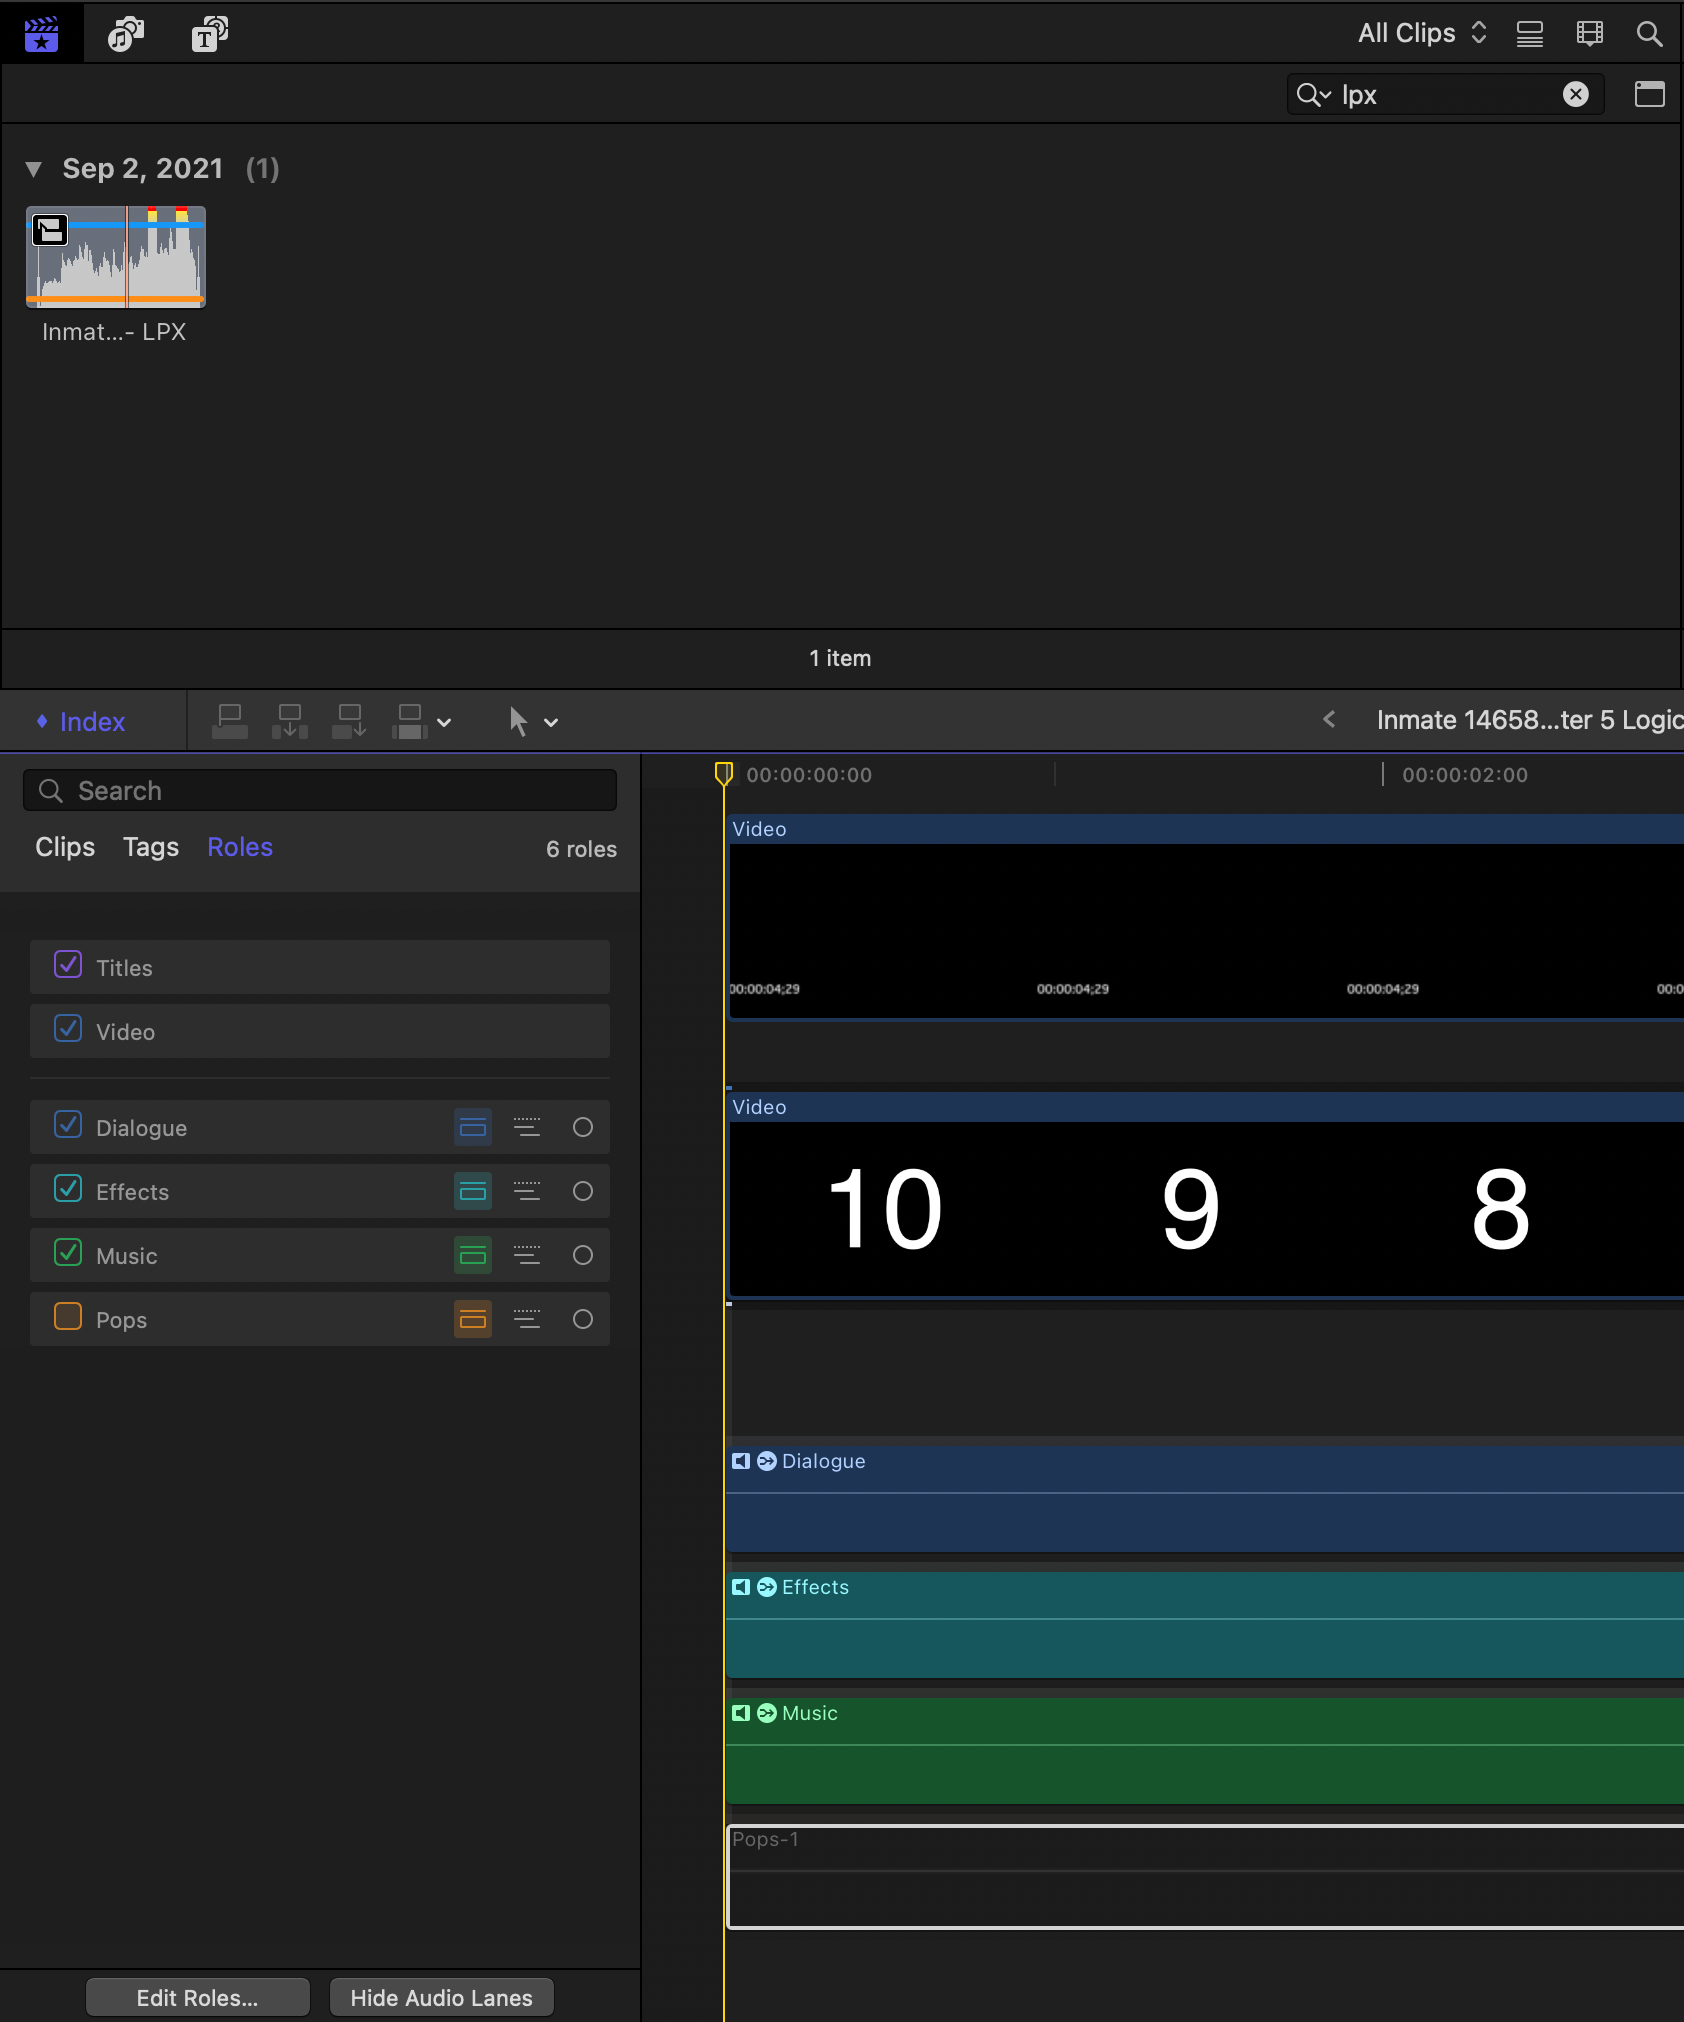 All Clips
lpx
Sep 2, 2021 (1)
Inmat...- LPX
1 item
Index
Inmate 14658...ter 5 Logic
Search
00:00:00:00
00:00:02:00
Clips Tags Roles
6 roles
Video
00:00:04;29 00:00:04;29 00:00:04;29 00:0
Titles
Video
Dialogue
Effects
Music
Pops
Video
10 9 8
Dialogue
Effects
Music
Pops-1
Edit Roles...
Hide Audio Lanes